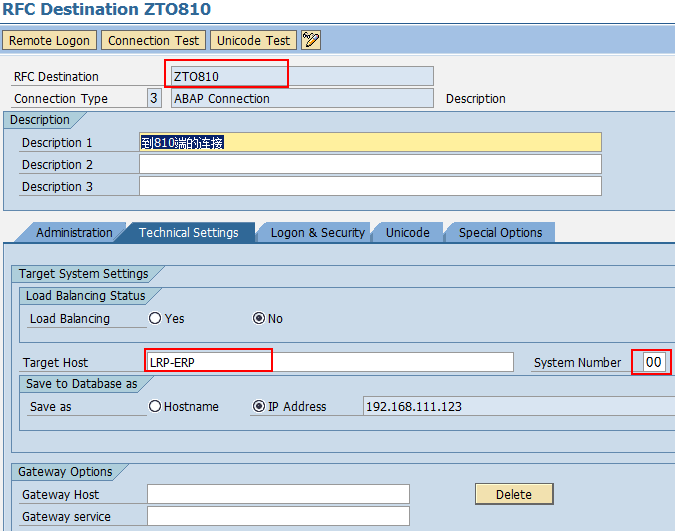 RFC Destination ZTO810
Remote Logon Connection Test Unicode Test
RFC Destination ZTO810
Connection Type 3 ABAP Connection Description
Description
Description 1 到810端的连接
Description 2
Description 3
Administration Technical Settings Logon & Security Unicode Special Options
Target System Settings
Load Balancing Status
Load Balancing Yes No
Target Host LRP-ERP System Number 00
Save to Database as
Save as Hostname IP Address 192.168.111.123
Gateway Options
Gateway Host Delete
Gateway service